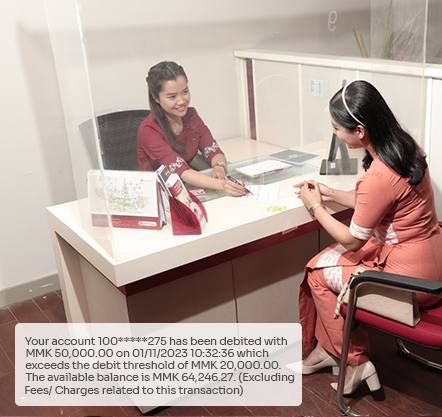 Your account 100*****275 has been debited with
MMK 50,000.00 on 01/11/2023 10:32:36 which
exceeds the debit threshold of MMK 20,000.00.
The available balance is MMK 64,246.27. (Excluding
Fees/ Charges related to this transaction)